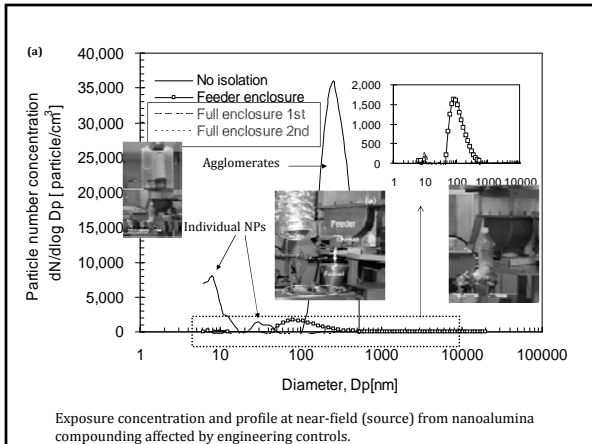 (a)
Particle number concentration
dN/dlog Dp [ particle/cm³]
40,000
35,000
30,000
25,000
20,000
15,000
10,000
5,000
0
No isolation
Feeder enclosure
Full enclosure 1st
Full enclosure 2nd
Agglomerates
Individual NPs
Feeder
2,000
1,500
1,000
500
0
1 10 100 1000 10000
1 10 100 1000 10000 100000
Diameter, Dp[nm]
Exposure concentration and profile at near-field (source) from nanoalumina
compounding affected by engineering controls.